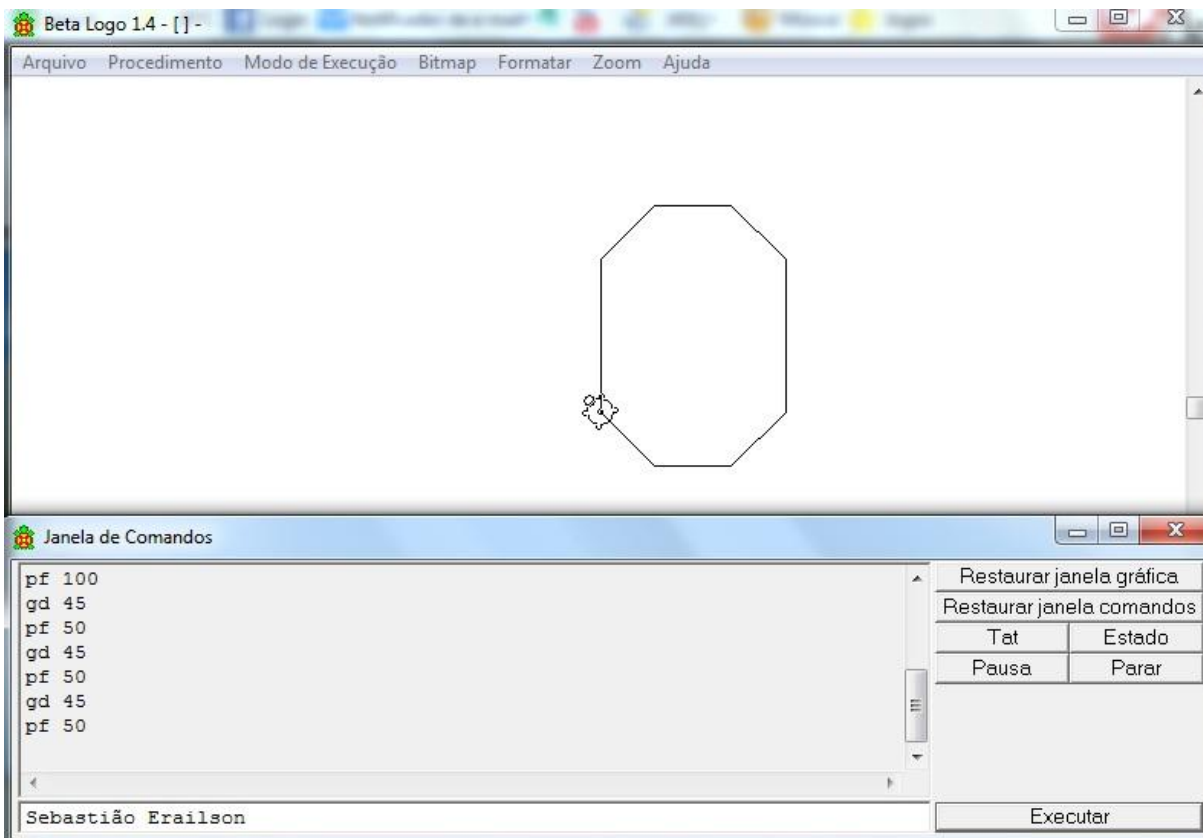 Beta Logo 1.4 - [ ] -
Arquivo Procedimento Modo de Execução Bitmap Formatar Zoom Ajuda
Janela de Comandos
pf 100
gd 45
pf 50
gd 45
pf 50
gd 45
pf 50
Restaurar janela gráfica
Restaurar janela comandos
Tat Estado
Pausa Parar
Sebastião Erailson
Executar